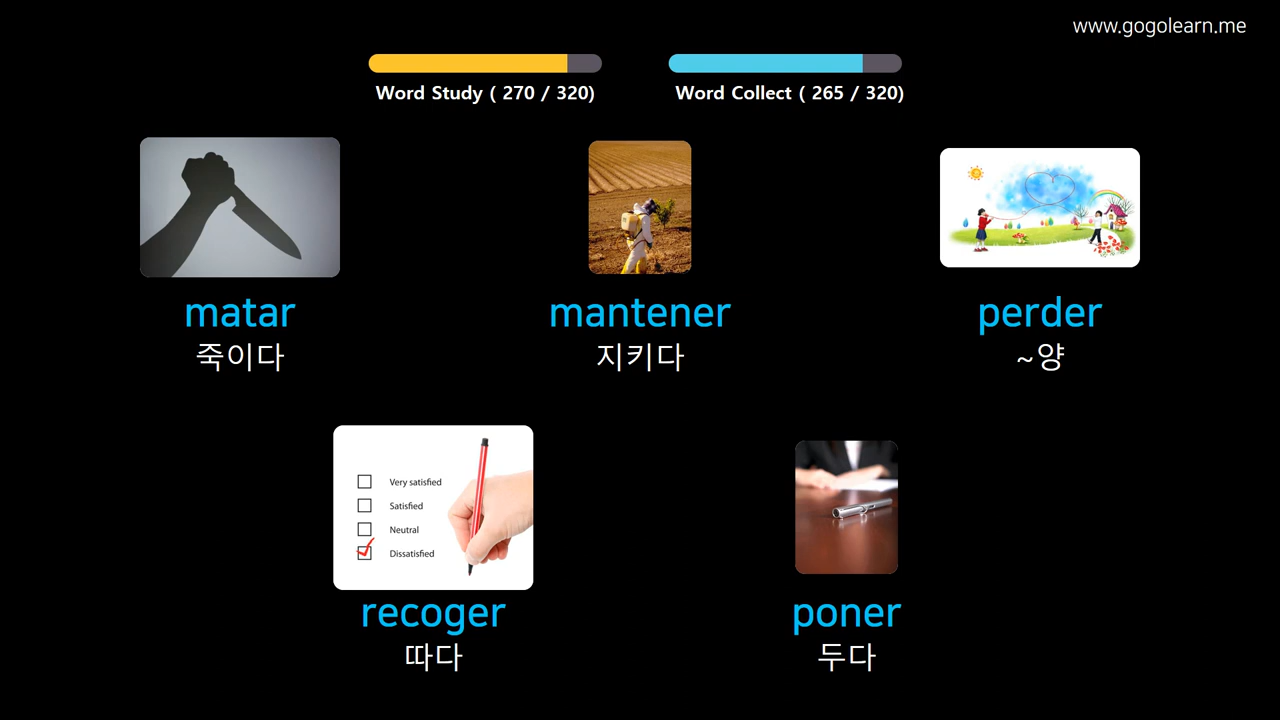 www.gogolearn.me
Word Study ( 270 / 320)
Word Collect ( 265 / 320)
matar
죽이다
mantener
지키다
perder
~양
Very satisfied
Satisfied
Neutral
Dissatisfied
recoger
따다
poner
두다